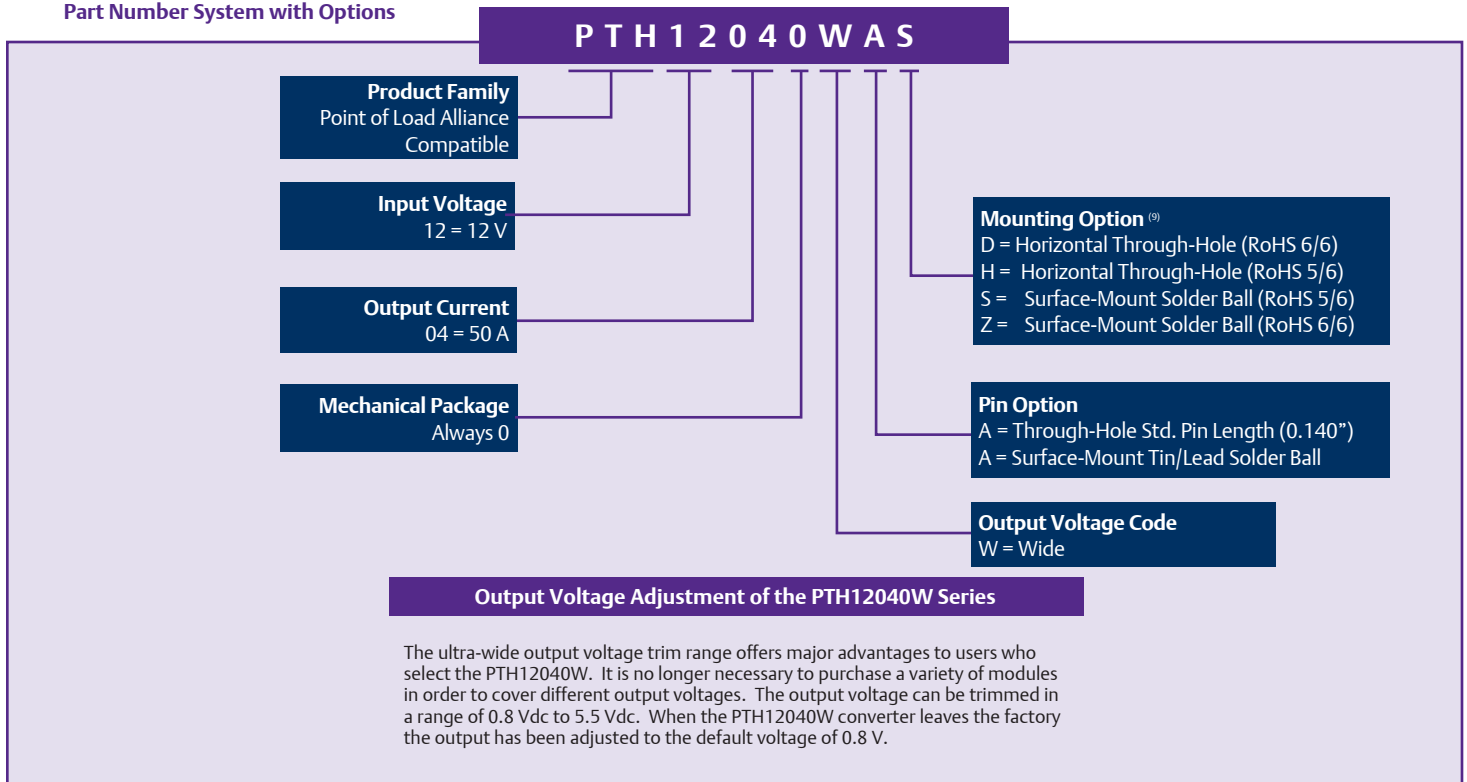 Part Number System with Options
PTH12040WAS
Product Family
Point of Load Alliance
Compatible
Input Voltage
12 = 12 V
Output Current
04 = 50 A
Mechanical Package
Always 0
Mounting Option (9)
D = Horizontal Through-Hole (RoHS 6/6)
H = Horizontal Through-Hole (RoHS 5/6)
S = Surface-Mount Solder Ball (RoHS 5/6)
Z = Surface-Mount Solder Ball (RoHS 6/6)
Pin Option
A = Through-Hole Std. Pin Length (0.140”)
A = Surface-Mount Tin/Lead Solder Ball
Output Voltage Code
W = Wide
Output Voltage Adjustment of the PTH12040W Series
The ultra-wide output voltage trim range offers major advantages to users who
select the PTH12040W. It is no longer necessary to purchase a variety of modules
in order to cover different output voltages. The output voltage can be trimmed in
a range of 0.8 Vdc to 5.5 Vdc. When the PTH12040W converter leaves the factory
the output has been adjusted to the default voltage of 0.8 V.